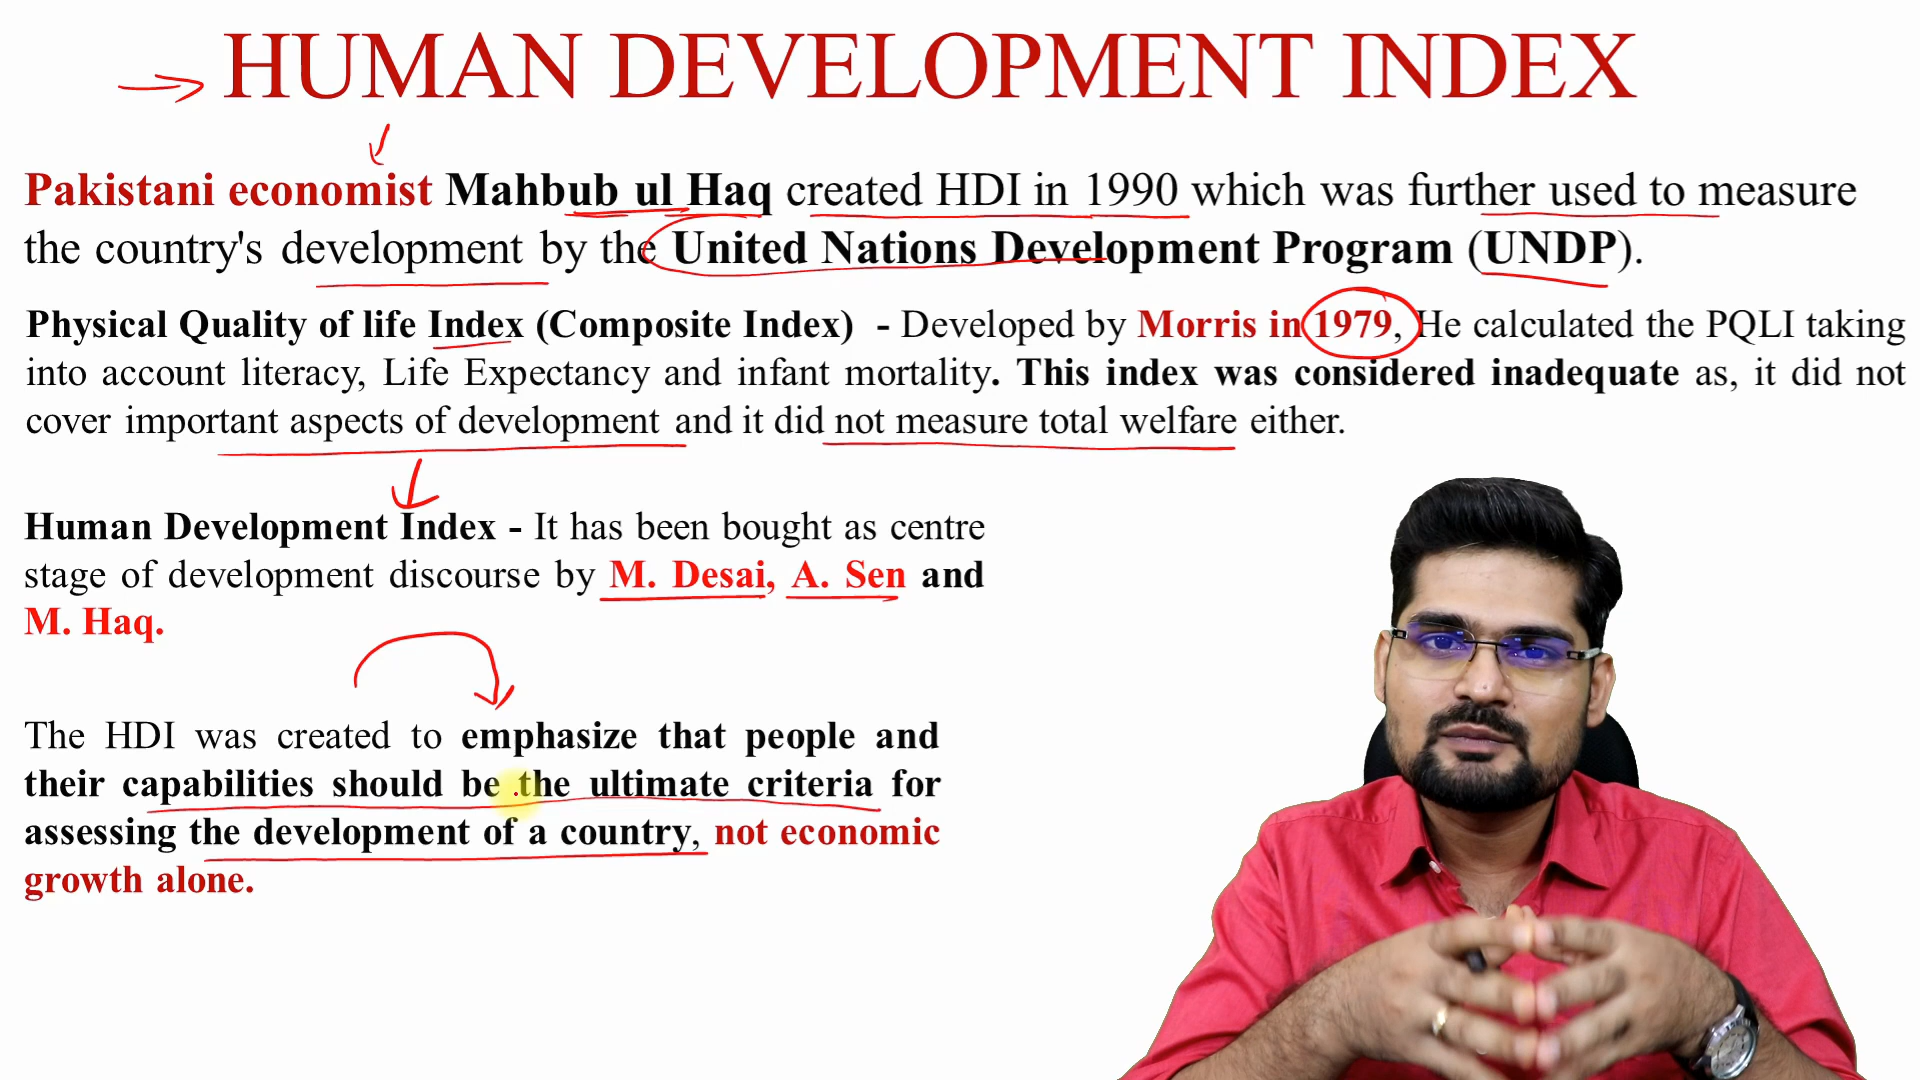 HUMAN DEVELOPMENT INDEX
Pakistani economist Mahbub ul Haq created HDI in 1990 which was further used to measure
the country's development by the United Nations Development Program (UNDP).
Physical Quality of life Index (Composite Index) - Developed by Morris in 1979, He calculated the PQLI taking
into account literacy, Life Expectancy and infant mortality. This index was considered inadequate as, it did not
cover important aspects of development and it did not measure total welfare either.
Human Development Index - It has been bought as centre
stage of development discourse by M. Desai, A. Sen and
M. Haq.
The HDI was created to emphasize that people and
their capabilities should be the ultimate criteria for
assessing the development of a country, not economic
growth alone.